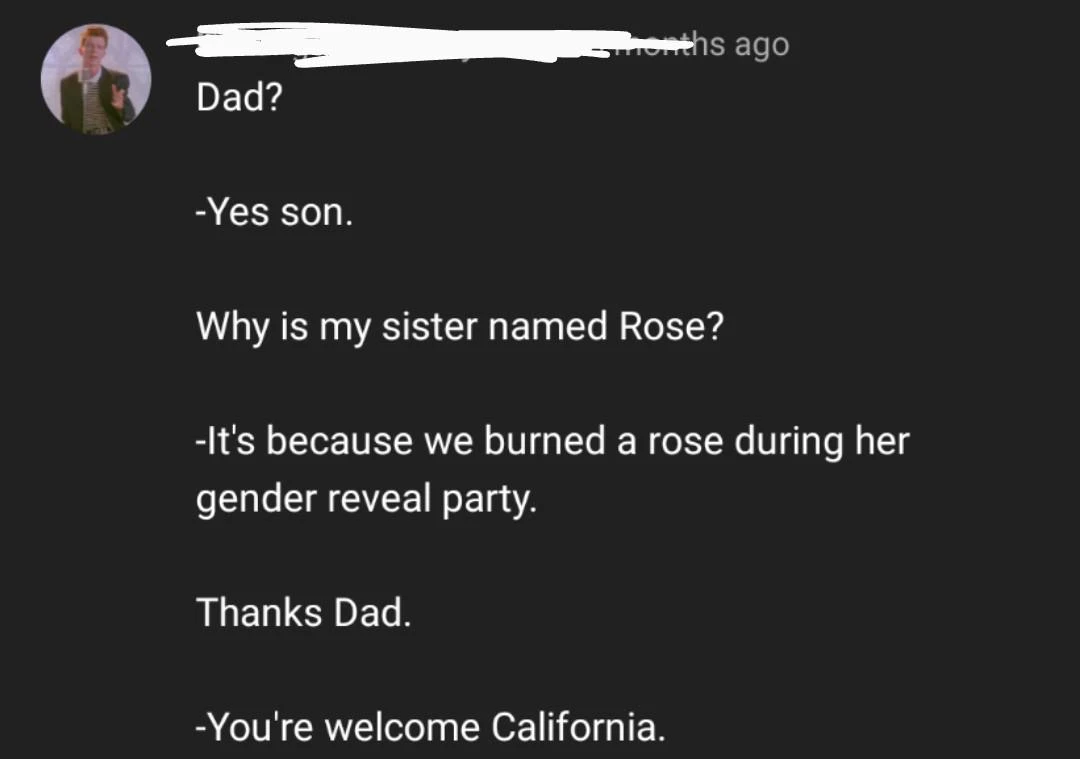 months ago
Dad?
-Yes son.
Why is my sister named Rose?
-It's because we burned a rose during her
gender reveal party.
Thanks Dad.
-You're welcome California.